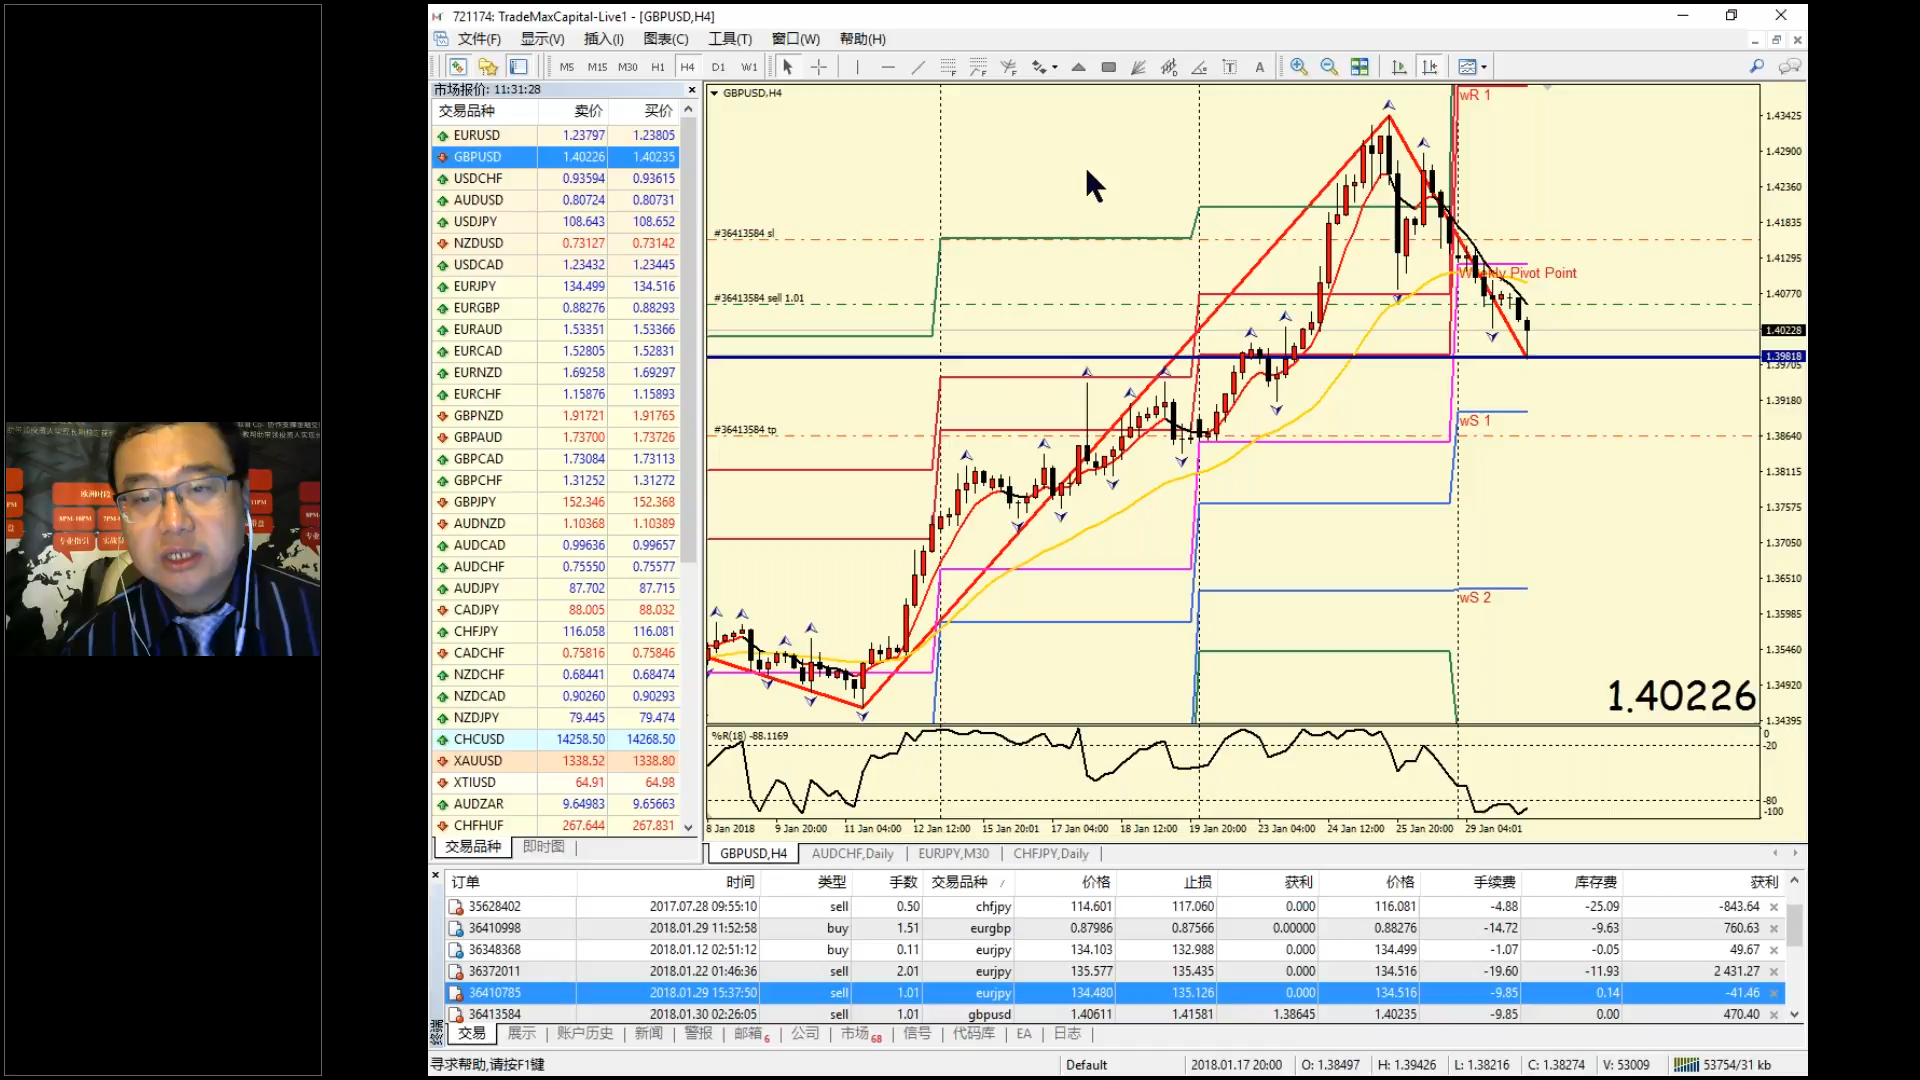 721174: TradeMaxCapital-Live1 - [GBPUSD,H4]
文件(F) 显示(V) 插入(I) 图表(C) 工具(T) 窗口(W) 帮助(H)
M5 M15 M30 H1 H4 D1 W1
市场报价: 11:31:28
交易品种 卖价 买价
EURUSD 1.23797 1.23805
GBPUSD 1.40226 1.40235
USDCHF 0.93594 0.93615
AUDUSD 0.80724 0.80731
USDJPY 108.643 108.652
NZDUSD 0.73127 0.73142
USDCAD 1.23432 1.23445
EURJPY 134.499 134.516
EURGBP 0.88276 0.88293
EURAUD 1.53351 1.53366
EURCAD 1.52805 1.52831
EURNZD 1.69258 1.69297
EURCHF 1.15876 1.15893
GBPNZD 1.91721 1.91765
GBPAUD 1.73700 1.73726
GBPCAD 1.73084 1.73113
GBPCHF 1.31252 1.31272
GBPJPY 152.346 152.368
AUDNZD 1.10368 1.10389
AUDCAD 0.99636 0.99657
AUDCHF 0.75550 0.75577
AUDJPY 87.702 87.715
CADJPY 88.005 88.032
CHFJPY 116.058 116.081
CADCHF 0.75816 0.75846
NZDCHF 0.68441 0.68474
NZDCAD 0.90260 0.90293
NZDJPY 79.445 79.474
CHCUSD 14258.50 14268.50
XAUUSD 1338.52 1338.80
XTIUSD 64.91 64.98
AUDZAR 9.64983 9.65663
CHFHUF 267.644 267.831
交易品种 即时图
GBPUSD,H4
wR 1
#36413584 sl
Weekly Pivot Point
#36413584 sell 1.01
wS 1
#36413584 tp
wS 2
1.40226
1.43425
1.42900
1.42360
1.41835
1.41295
1.40770
1.40228
1.39818
1.39705
1.39180
1.38640
1.38115
1.37575
1.37050
1.36510
1.35985
1.35460
1.34920
1.34395
%R(18) -88.1169
0
-20
-80
-100
8 Jan 2018 9 Jan 20:00 11 Jan 04:00 12 Jan 12:00 15 Jan 20:01 17 Jan 04:00 18 Jan 12:00 19 Jan 20:00 23 Jan 04:00 24 Jan 12:00 25 Jan 20:00 29 Jan 04:01
GBPUSD,H4 AUDCHF,Daily EURJPY,M30 CHFJPY,Daily
订单 时间 类型 手数 交易品种 价格 止损 获利 价格 手续费 库存费 获利
35628402 2017.07.28 09:55:10 sell 0.50 chfjpy 114.601 117.060 0.000 116.081 -4.88 -25.09 -843.64
36410998 2018.01.29 11:52:58 buy 1.51 eurgbp 0.87986 0.87566 0.00000 0.88276 -14.72 -9.63 760.63
36348368 2018.01.12 02:51:12 buy 0.11 eurjpy 134.103 132.988 0.000 134.499 -1.07 -0.05 49.67
36372011 2018.01.22 01:46:36 sell 2.01 eurjpy 135.577 135.435 0.000 134.516 -19.60 -11.93 2 431.27
36410785 2018.01.29 15:37:50 sell 1.01 eurjpy 134.480 135.126 0.000 134.516 -9.85 0.14 -41.46
36413584 2018.01.30 02:26:05 sell 1.01 gbpusd 1.40611 1.41581 1.38645 1.40235 -9.85 0.00 470.40
交易 展示 账户历史 新闻 警报 邮箱6 公司 市场68 信号 代码库 EA 日志
寻求帮助,请按F1键 Default 2018.01.17 20:00 O: 1.38497 H: 1.39426 L: 1.38216 C: 1.38274 V: 53009 53754/31 kb